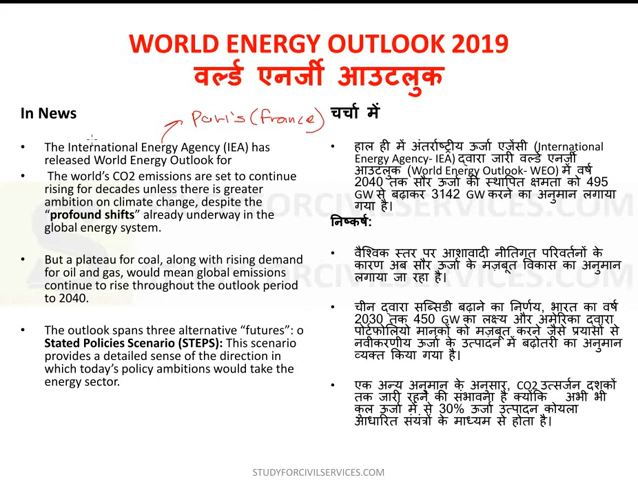 WORLD ENERGY OUTLOOK 2019
वर्ल्ड एनर्जी आउटलुक
In News
Paris (France)
• The International Energy Agency (IEA) has
released World Energy Outlook for
• The world's CO2 emissions are set to continue
rising for decades unless there is greater
ambition on climate change, despite the
"profound shifts" already underway in the
global energy system.
• But a plateau for coal, along with rising demand
for oil and gas, would mean global emissions
continue to rise throughout the outlook period
to 2040.
• The outlook spans three alternative "futures": o
Stated Policies Scenario (STEPS): This scenario
provides a detailed sense of the direction in
which today's policy ambitions would take the
energy sector.
चर्चा में
• हाल ही में अंतर्राष्ट्रीय ऊर्जा एजेंसी (International
Energy Agency- IEA) द्वारा जारी वर्ल्ड एनर्जी
आउटलुक (World Energy Outlook- WEO) में वर्ष
2040 तक सौर ऊर्जा की स्थापित क्षमता को 495
GW से बढ़ाकर 3142 GW करने का अनुमान लगाया
गया है।
निष्कर्ष:
• वैश्विक स्तर पर आशावादी नीतिगत परिवर्तनों के
कारण अब सौर ऊर्जा के मज़बूत विकास का अनुमान
लगाया जा रहा है।
• चीन द्वारा सब्सिडी बढ़ाने का निर्णय, भारत का वर्ष
2030 तक 450 GW का लक्ष्य और अमेरिका द्वारा
पोर्टफोलियो मानकों को मज़बूत करने जैसे प्रयासों से
नवीकरणीय ऊर्जा के उत्पादन में बढ़ोतरी का अनुमान
व्यक्त किया गया है।
• एक अन्य अनुमान के अनुसार, CO2 उत्सर्जन दशकों
तक जारी रहने की संभावना है क्योंकि अभी भी
कुल ऊर्जा में से 30% ऊर्जा उत्पादन कोयला
आधारित संयंत्रों के माध्यम से होता है।
STUDYFORCIVILSERVICES.COM